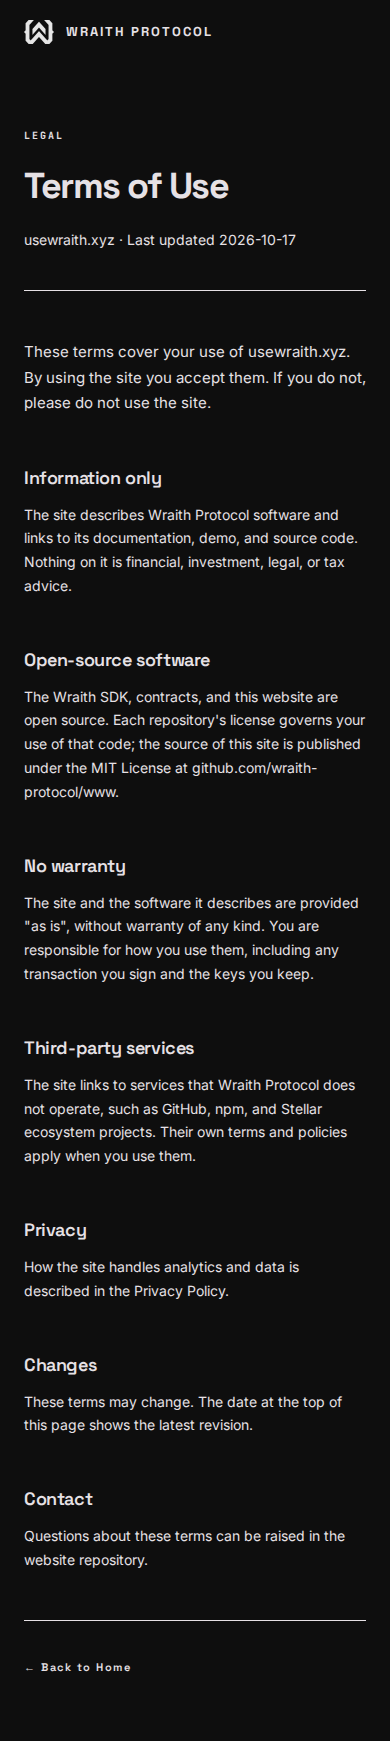 WRAITH PROTOCOL
LEGAL
Terms of Use
usewraith.xyz · Last updated 2026-10-17
These terms cover your use of usewraith.xyz.
By using the site you accept them. If you do not,
please do not use the site.
Information only
The site describes Wraith Protocol software and
links to its documentation, demo, and source code.
Nothing on it is financial, investment, legal, or tax
advice.
Open-source software
The Wraith SDK, contracts, and this website are
open source. Each repository's license governs your
use of that code; the source of this site is published
under the MIT License at github.com/wraith-
protocol/www.
No warranty
The site and the software it describes are provided
"as is", without warranty of any kind. You are
responsible for how you use them, including any
transaction you sign and the keys you keep.
Third-party services
The site links to services that Wraith Protocol does
not operate, such as GitHub, npm, and Stellar
ecosystem projects. Their own terms and policies
apply when you use them.
Privacy
How the site handles analytics and data is
described in the Privacy Policy.
Changes
These terms may change. The date at the top of
this page shows the latest revision.
Contact
Questions about these terms can be raised in the
website repository.
← Back to Home